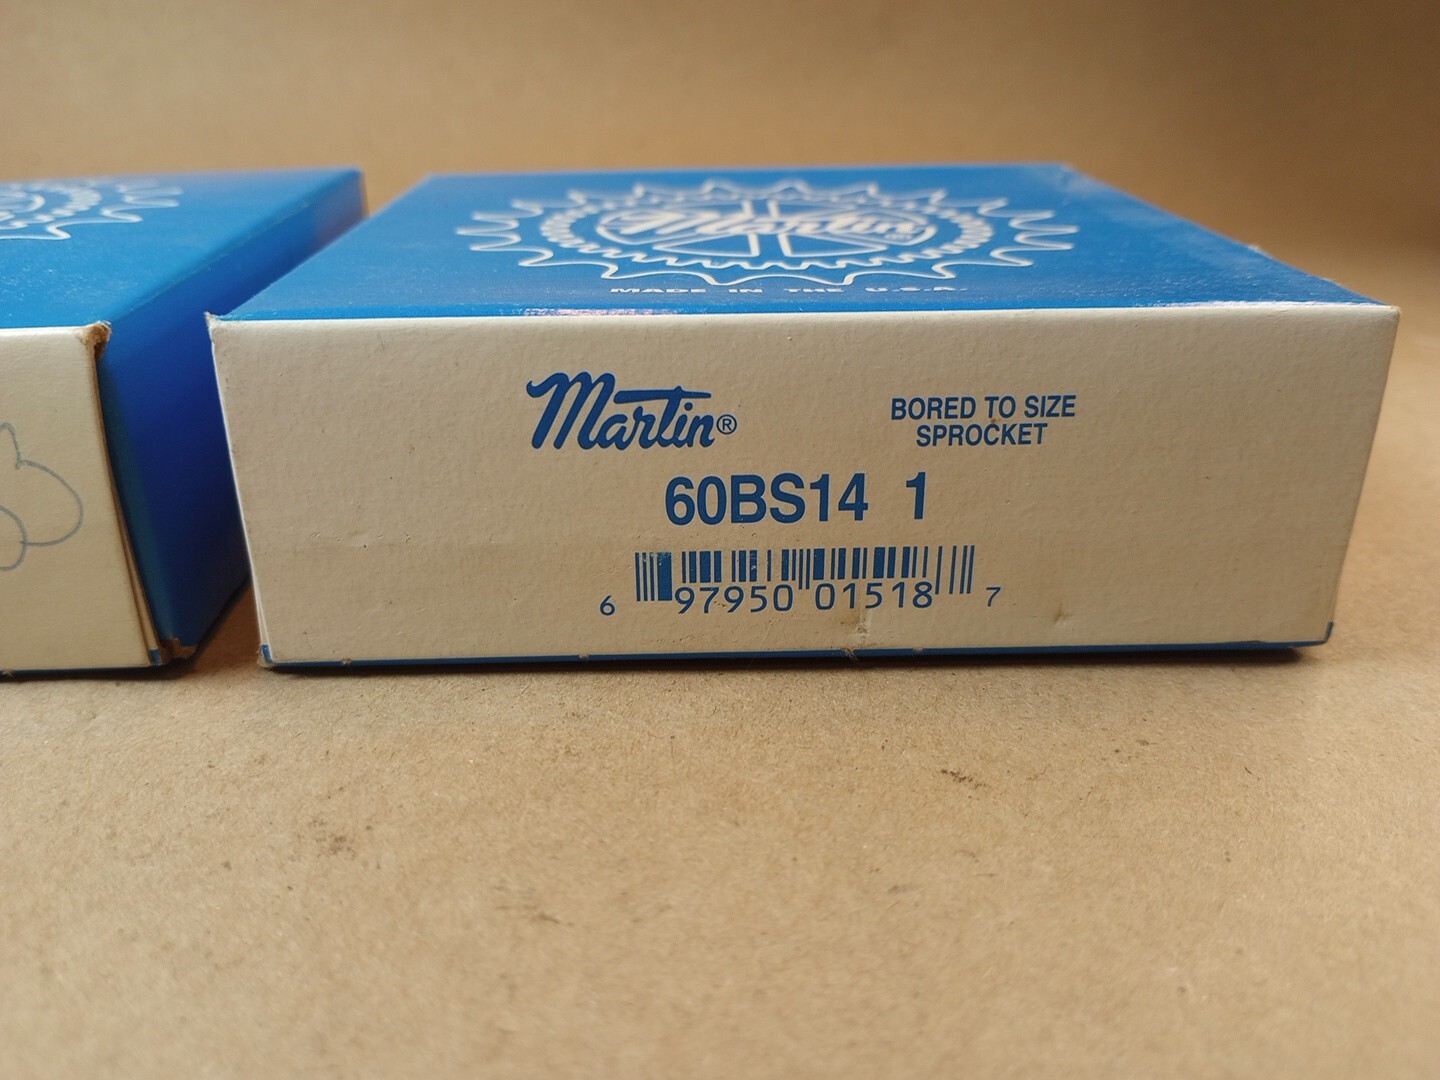 Martin
MADE IN THE U.S.A.
Martin®
BORED TO SIZE
SPROCKET
60BS14 1
6 97950 01518 7